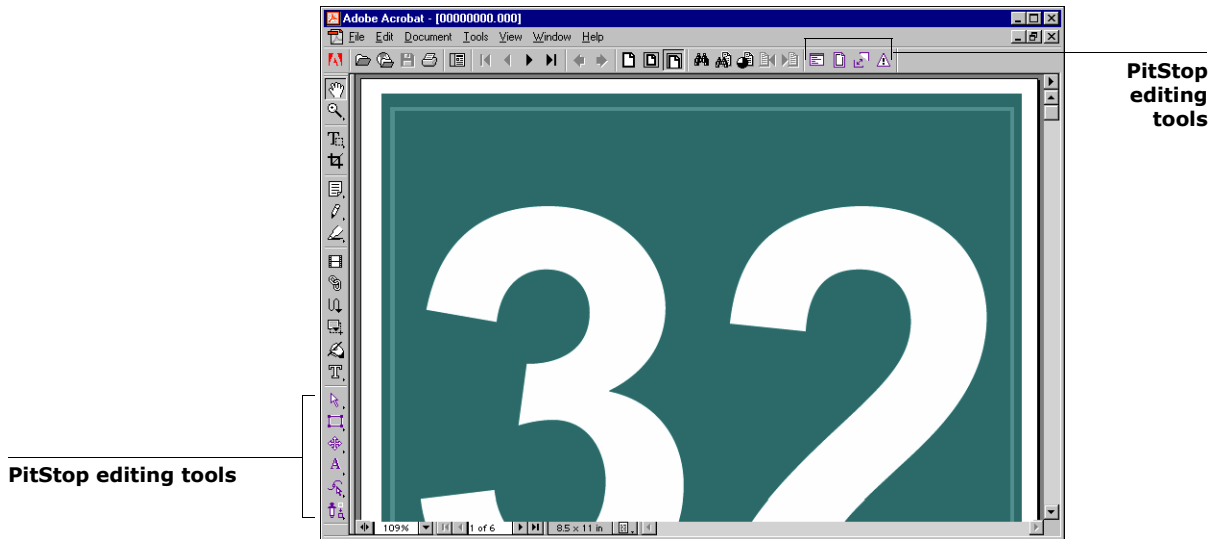 Adobe Acrobat - [00000000.000]
File Edit Document Tools View Window Help
PitStop
editing
tools
32
PitStop editing tools
109% 1 of 6 8.5 x 11 in